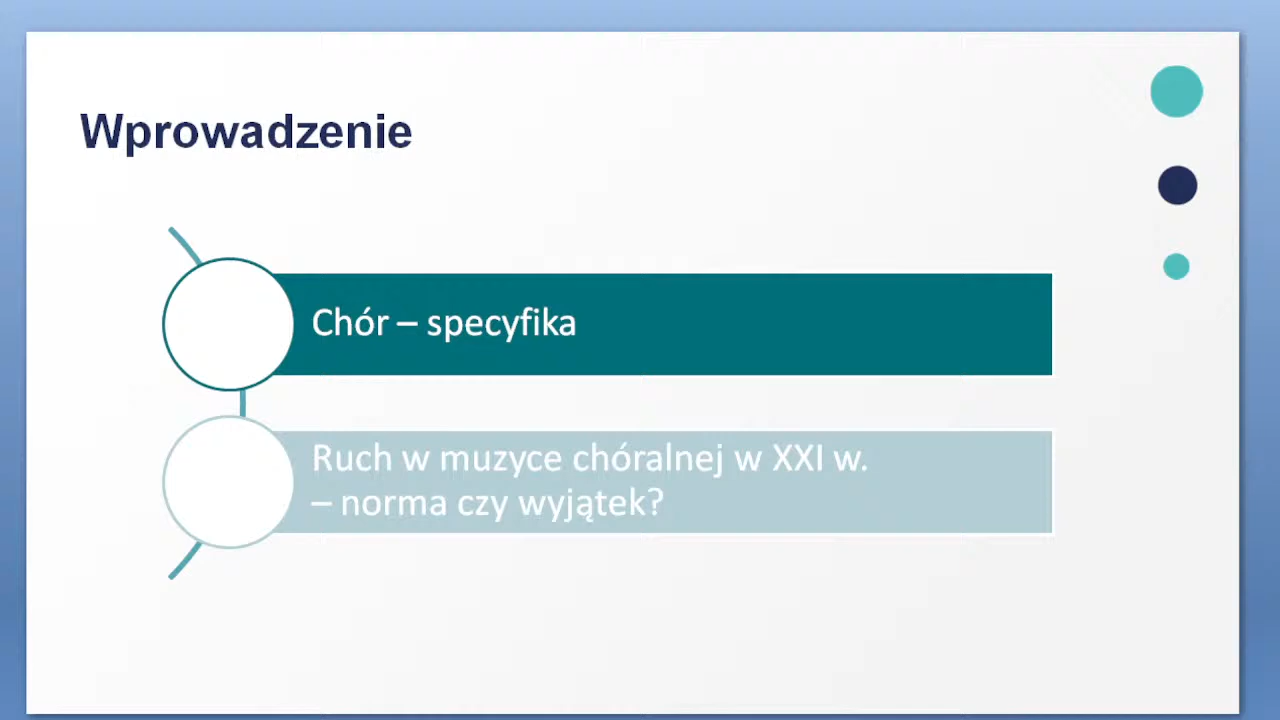 Wprowadzenie
Chór – specyfika
Ruch w muzyce chóralnej w XXI w.
– norma czy wyjątek?